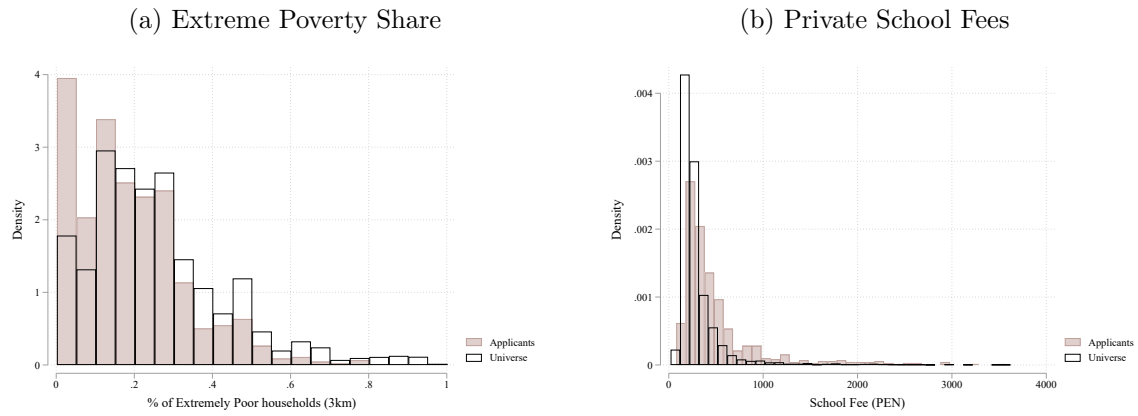 (a) Extreme Poverty Share
4
3
2
1
0
Density
0 .2 .4 .6 .8 1
% of Extremely Poor households (3km)
Applicants
Universe
(b) Private School Fees
.004
.003
.002
.001
0
Density
0 1000 2000 3000 4000
School Fee (PEN)
Applicants
Universe